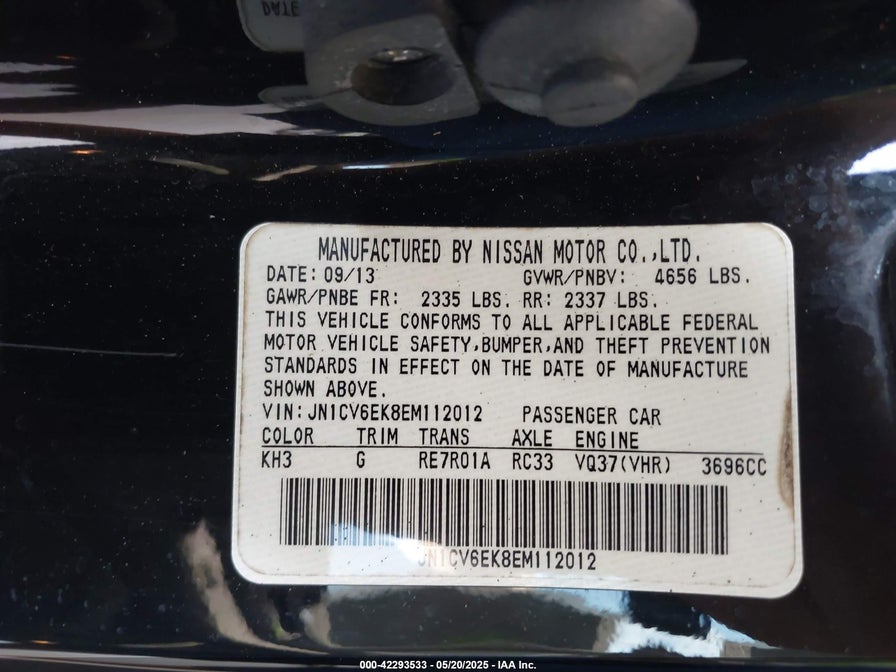 DATE
MANUFACTURED BY NISSAN MOTOR CO.,LTD.
DATE: 09/13 GVWR/PNBV: 4656 LBS.
GAWR/PNBE FR: 2335 LBS. RR: 2337 LBS.
THIS VEHICLE CONFORMS TO ALL APPLICABLE FEDERAL
MOTOR VEHICLE SAFETY,BUMPER,AND THEFT PREVENTION
STANDARDS IN EFFECT ON THE DATE OF MANUFACTURE
SHOWN ABOVE.
VIN: JN1CV6EK8EM112012 PASSENGER CAR
COLOR TRIM TRANS AXLE ENGINE
KH3 G RE7R01A RC33 VQ37(VHR) 3696CC
JN1CV6EK8EM112012
000-42293533 - 05/20/2025 - IAA Inc.